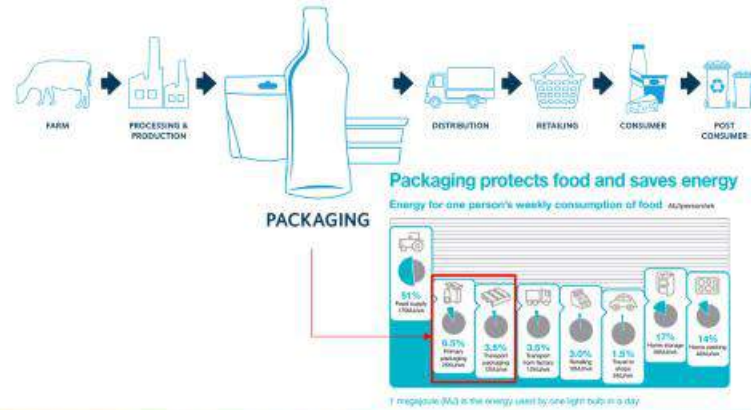 FARM
PROCESSING &
PRODUCTION
PACKAGING
DISTRIBUTION
RETAILING
CONSUMER
POST
CONSUMER
Packaging protects food and saves energy
Energy for one person's weekly consumption of food MJ/person/wk
51%
Food supply
6.5%
Primary
packaging
3.5%
Transport
packaging
3.5%
Transport
from factory
3.0%
Retailing
1.5%
Travel to
shops
17%
Home storage
14%
Home cooking
1 megajoule (MJ) is the energy used by one light bulb in a day